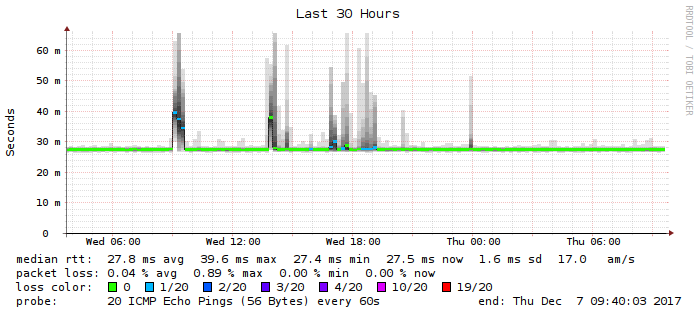 Last 30 Hours
RRDTOOL / TOBI OETIKER
Seconds
60 m
50 m
40 m
30 m
20 m
10 m
0
Wed 06:00 Wed 12:00 Wed 18:00 Thu 00:00 Thu 06:00
median rtt: 27.8 ms avg 39.6 ms max 27.4 ms min 27.5 ms now 1.6 ms sd 17.0 am/s
packet loss: 0.04 % avg 0.89 % max 0.00 % min 0.00 % now
loss color: 0 1/20 2/20 3/20 4/20 10/20 19/20
probe: 20 ICMP Echo Pings (56 Bytes) every 60s end: Thu Dec 7 09:40:03 2017